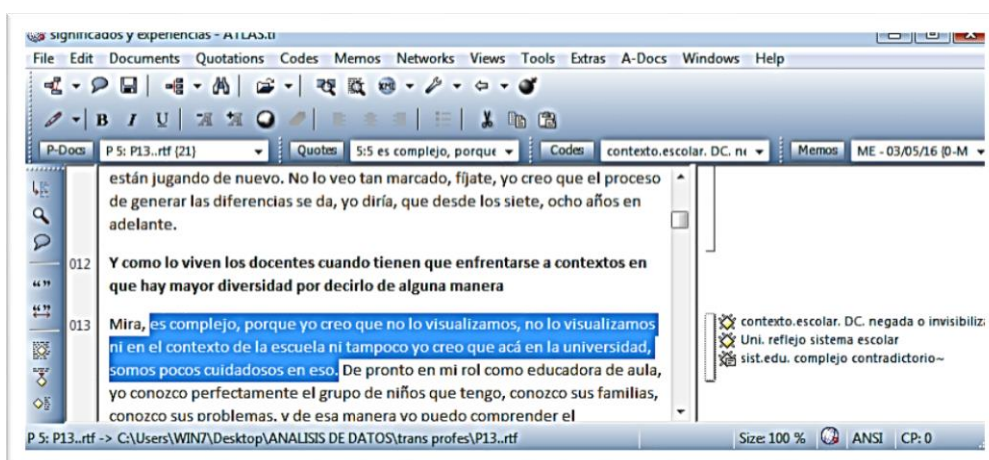 significados y experiencias - ATLAS.ti
File Edit Documents Quotations Codes Memos Networks Views Tools Extras A-Docs Windows Help
B I U
P-Docs P 5: P13..rtf {21} Quotes 5:5 es complejo, porque Codes contexto.escolar. DC. ne Memos ME - 03/05/16 {0-M
están jugando de nuevo. No lo veo tan marcado, fíjate, yo creo que el proceso
de generar las diferencias se da, yo diría, que desde los siete, ocho años en
adelante.
012 Y como lo viven los docentes cuando tienen que enfrentarse a contextos en
que hay mayor diversidad por decirlo de alguna manera
013 Mira, es complejo, porque yo creo que no lo visualizamos, no lo visualizamos
ni en el contexto de la escuela ni tampoco yo creo que acá en la universidad,
somos pocos cuidadosos en eso. De pronto en mi rol como educadora de aula,
yo conozco perfectamente el grupo de niños que tengo, conozco sus familias,
conozco sus problemas, y de esa manera yo puedo comprender el
contexto.escolar. DC. negada o invisibiliza
Uni. reflejo sistema escolar
sist.edu. complejo contradictorio~
P 5: P13..rtf -> C:\Users\WIN7\Desktop\ANALISIS DE DATOS\trans profes\P13..rtf Size: 100 % ANSI CP: 0